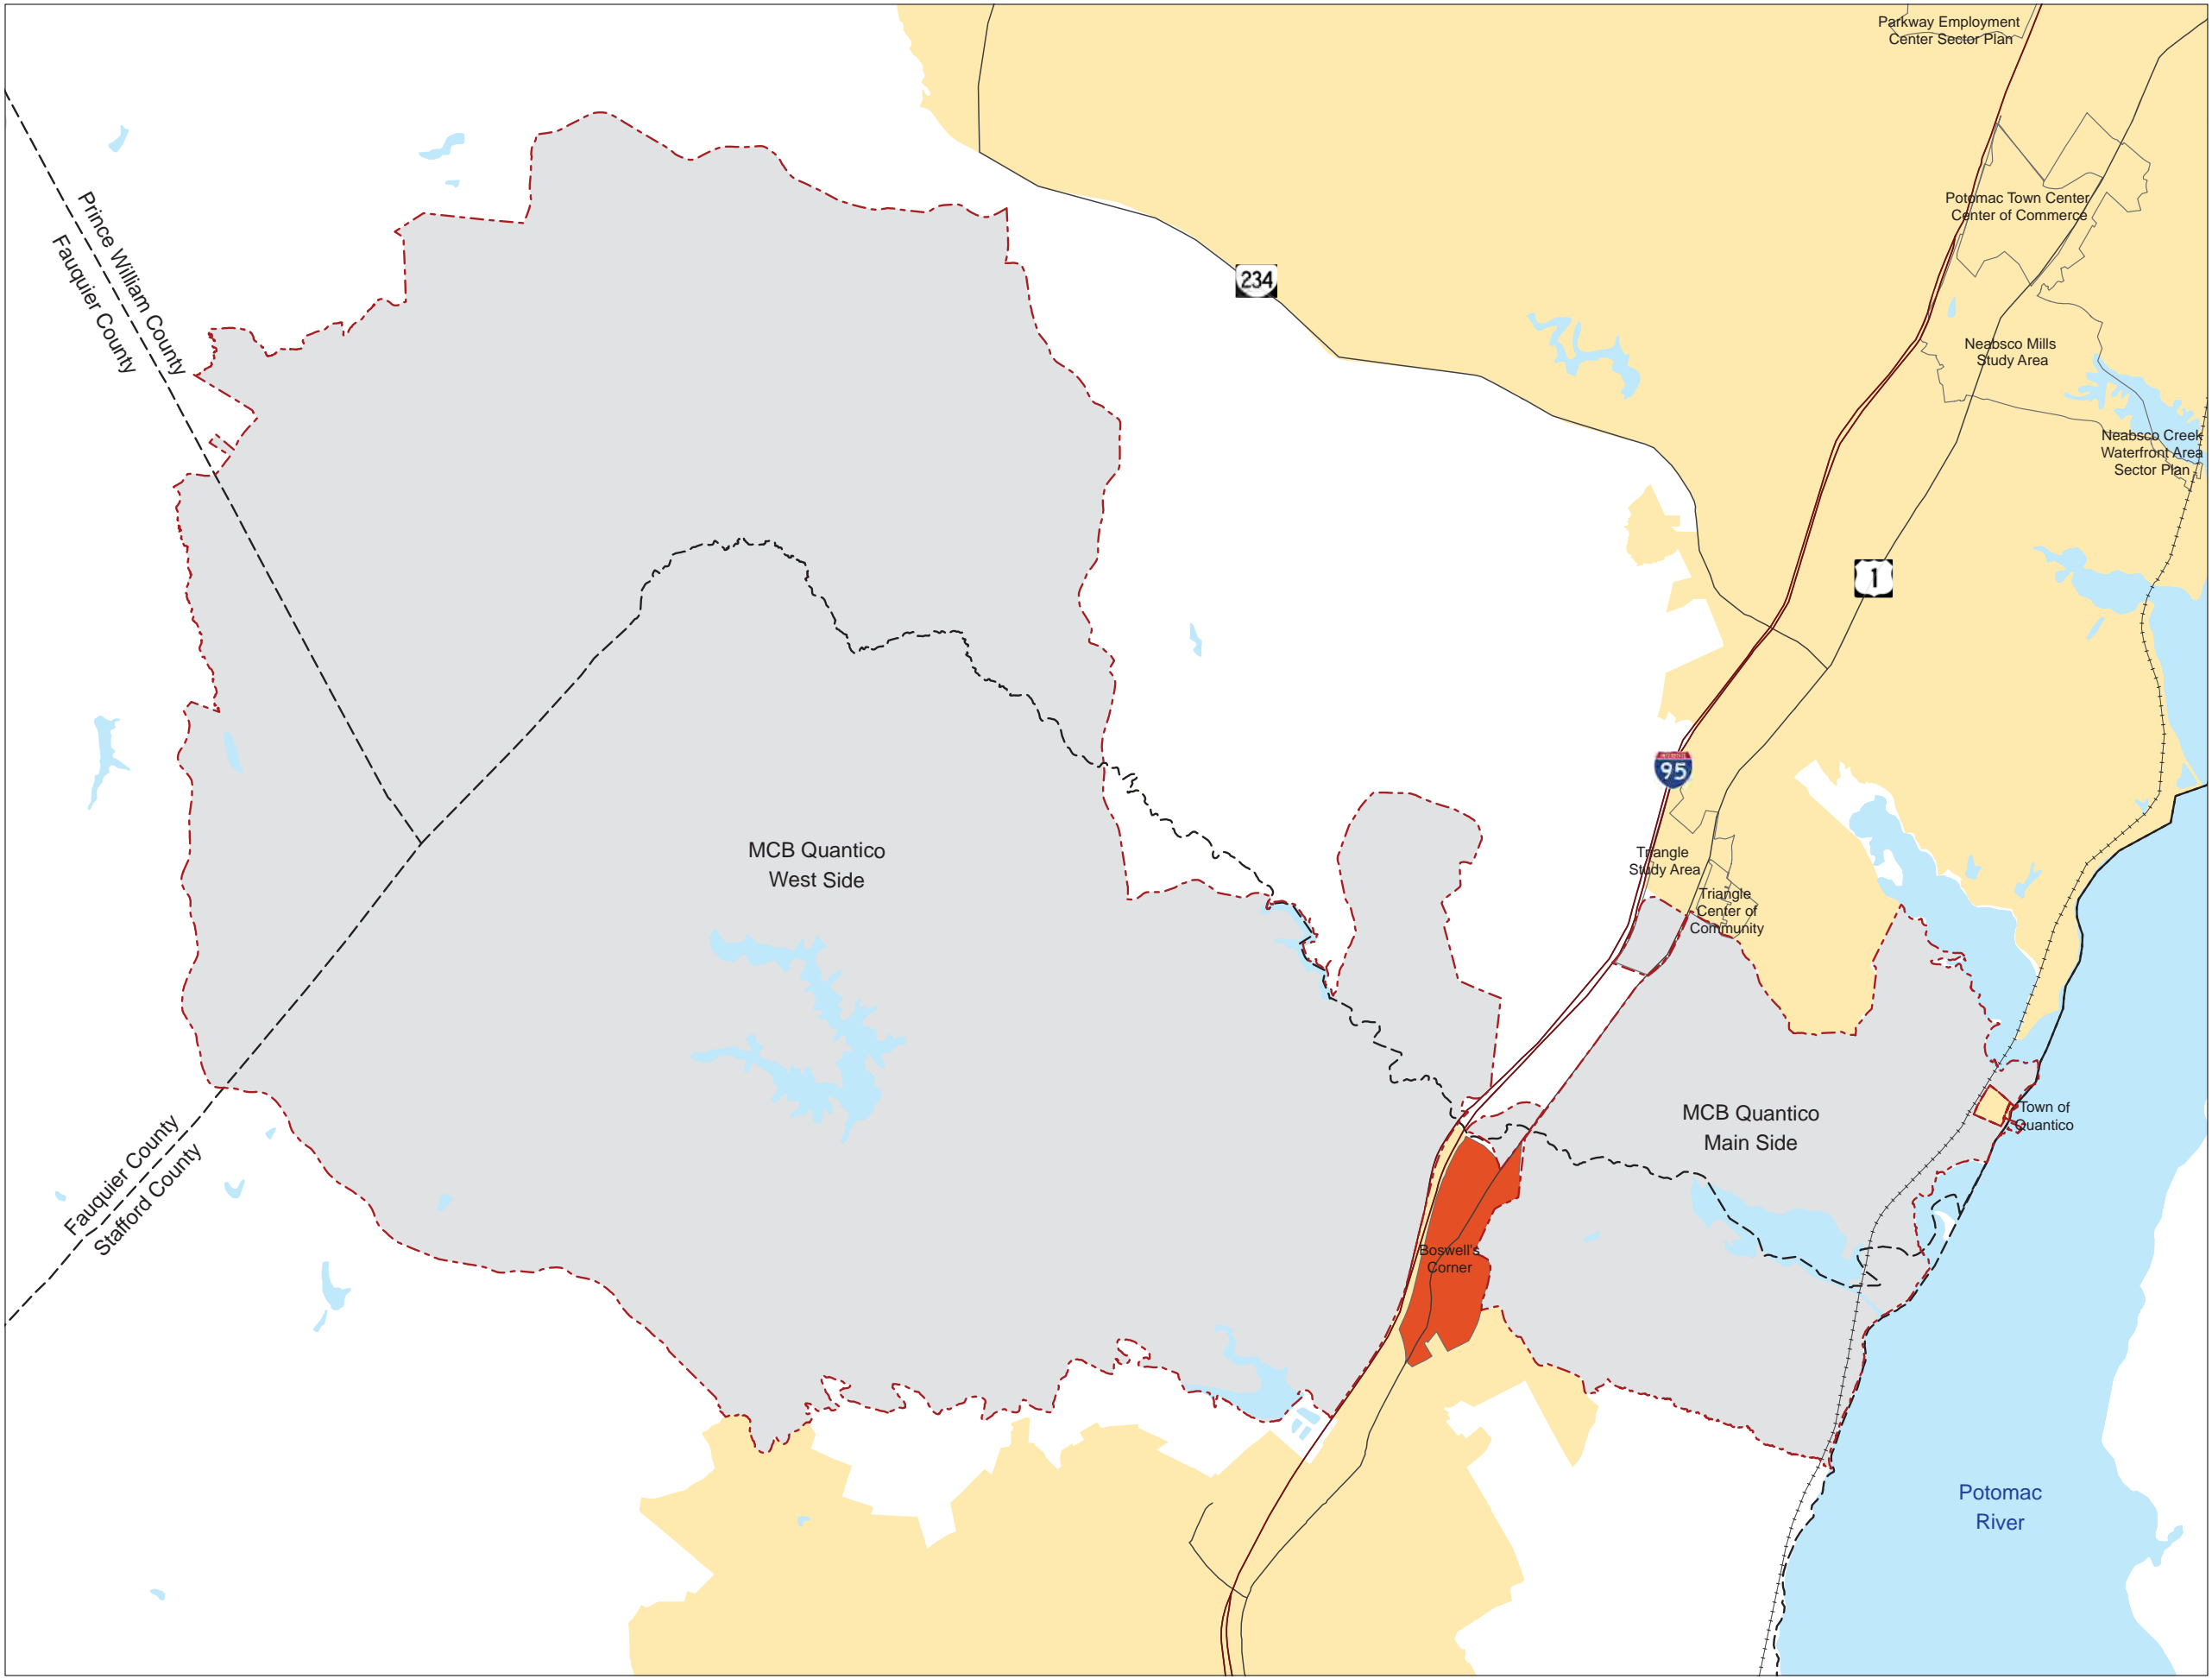 Parkway Employment
Center Sector Plan
Prince William County
Fauquier County
Potomac Town Center
Center of Commerce
234
Neabsco Mills
Study Area
Neabsco Creek
Waterfront Area
Sector Plan
1
95
MCB Quantico
West Side
Triangle
Study Area
Triangle
Center of
Community
MCB Quantico
Main Side
Town of
Quantico
Fauquier County
Stafford County
Boswell's
Corner
Potomac
River